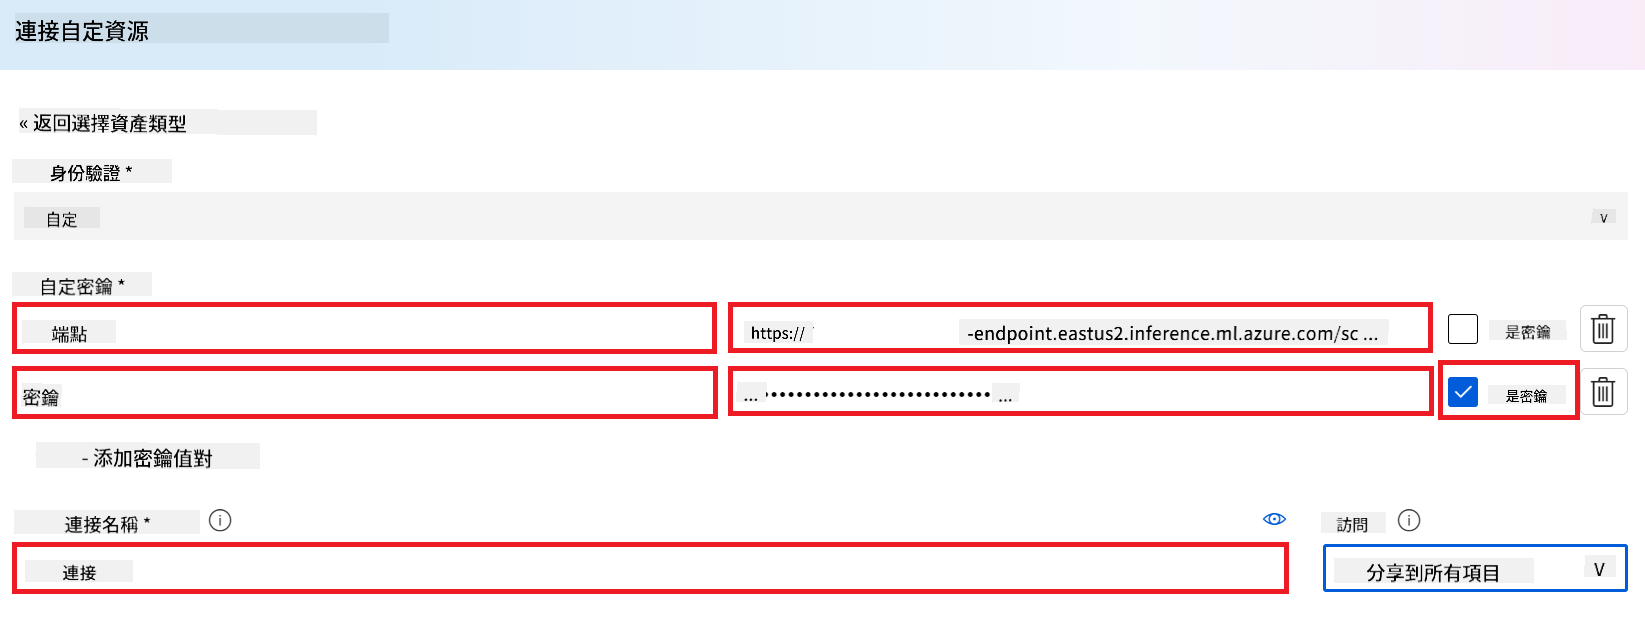 連接自定資源
« 返回選擇資產類型
身份驗證 *
自定
自定密鑰 *
端點 https:// -endpoint.eastus2.inference.ml.azure.com/sc ... 是密鑰
密鑰 ... •••••••••••••••••••••••••••• ... 是密鑰
- 添加密鑰值對
連接名稱 * 訪問
連接 分享到所有項目